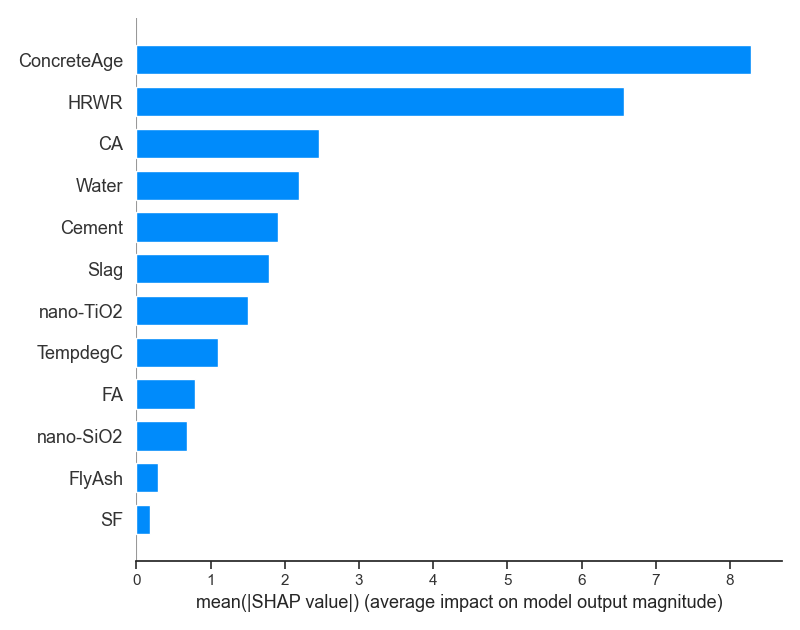 ConcreteAge
HRWR
CA
Water
Cement
Slag
nano-TiO2
TempdegC
FA
nano-SiO2
FlyAsh
SF
0 1 2 3 4 5 6 7 8
mean(|SHAP value|) (average impact on model output magnitude)